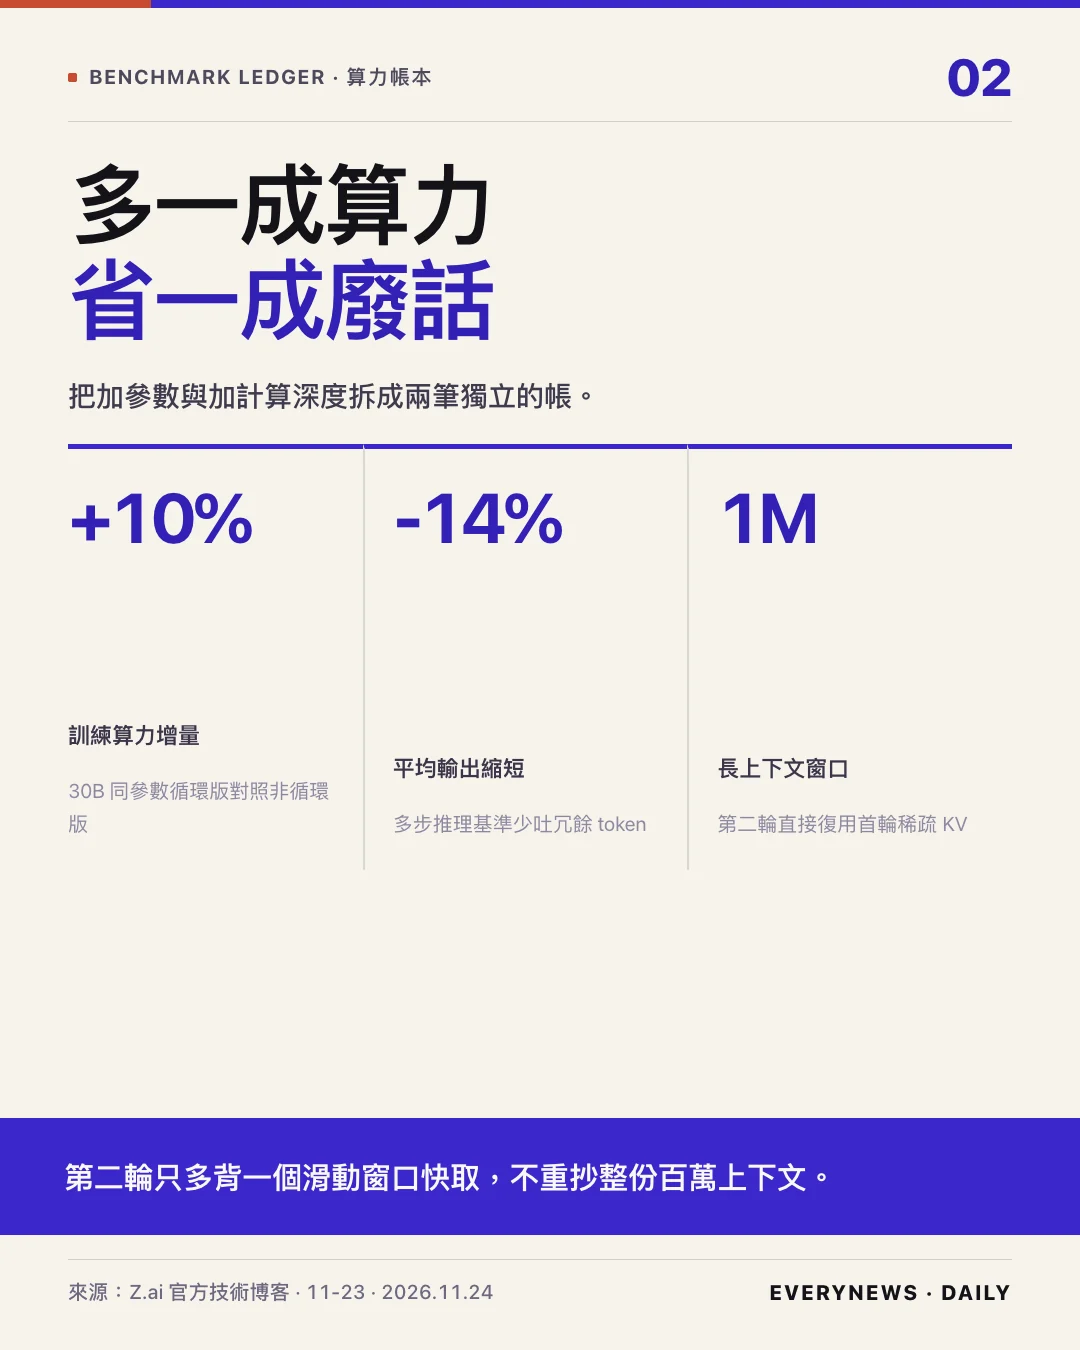 BENCHMARK LEDGER · 算力帳本
02
多一成算力
省一成廢話
把加參數與加計算深度拆成兩筆獨立的帳。
+10%
訓練算力增量
30B 同參數循環版對照非循環
版
-14%
平均輸出縮短
多步推理基準少吐冗餘 token
1M
長上下文窗口
第二輪直接復用首輪稀疏 KV
第二輪只多背一個滑動窗口快取，不重抄整份百萬上下文。
來源：Z.ai 官方技術博客 · 11-23 · 2026.11.24
EVERYNEWS · DAILY